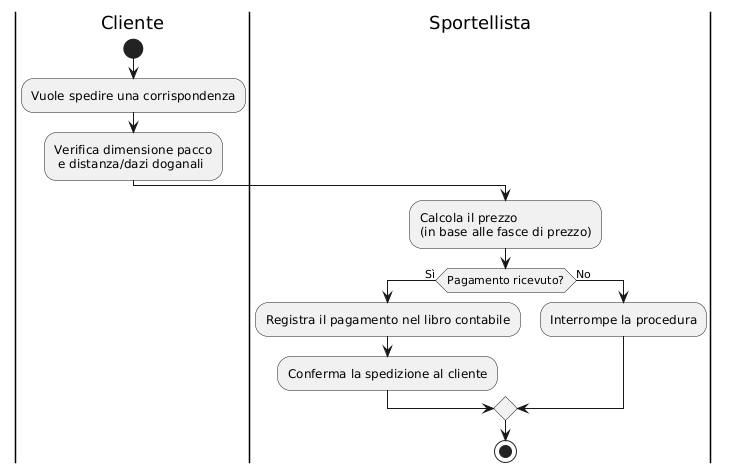 Cliente
Sportellista
Vuole spedire una corrispondenza
Verifica dimensione pacco
e distanza/dazi doganali
Calcola il prezzo
(in base alle fasce di prezzo)
Sì
Pagamento ricevuto?
No
Registra il pagamento nel libro contabile
Interrompe la procedura
Conferma la spedizione al cliente